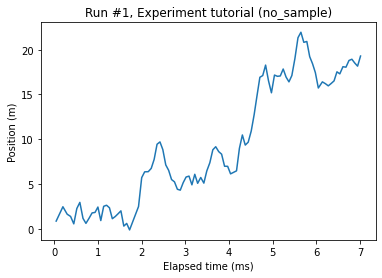 Run #1, Experiment tutorial (no_sample)
Position (m)
20
15
10
5
0
0 1 2 3 4 5 6 7
Elapsed time (ms)